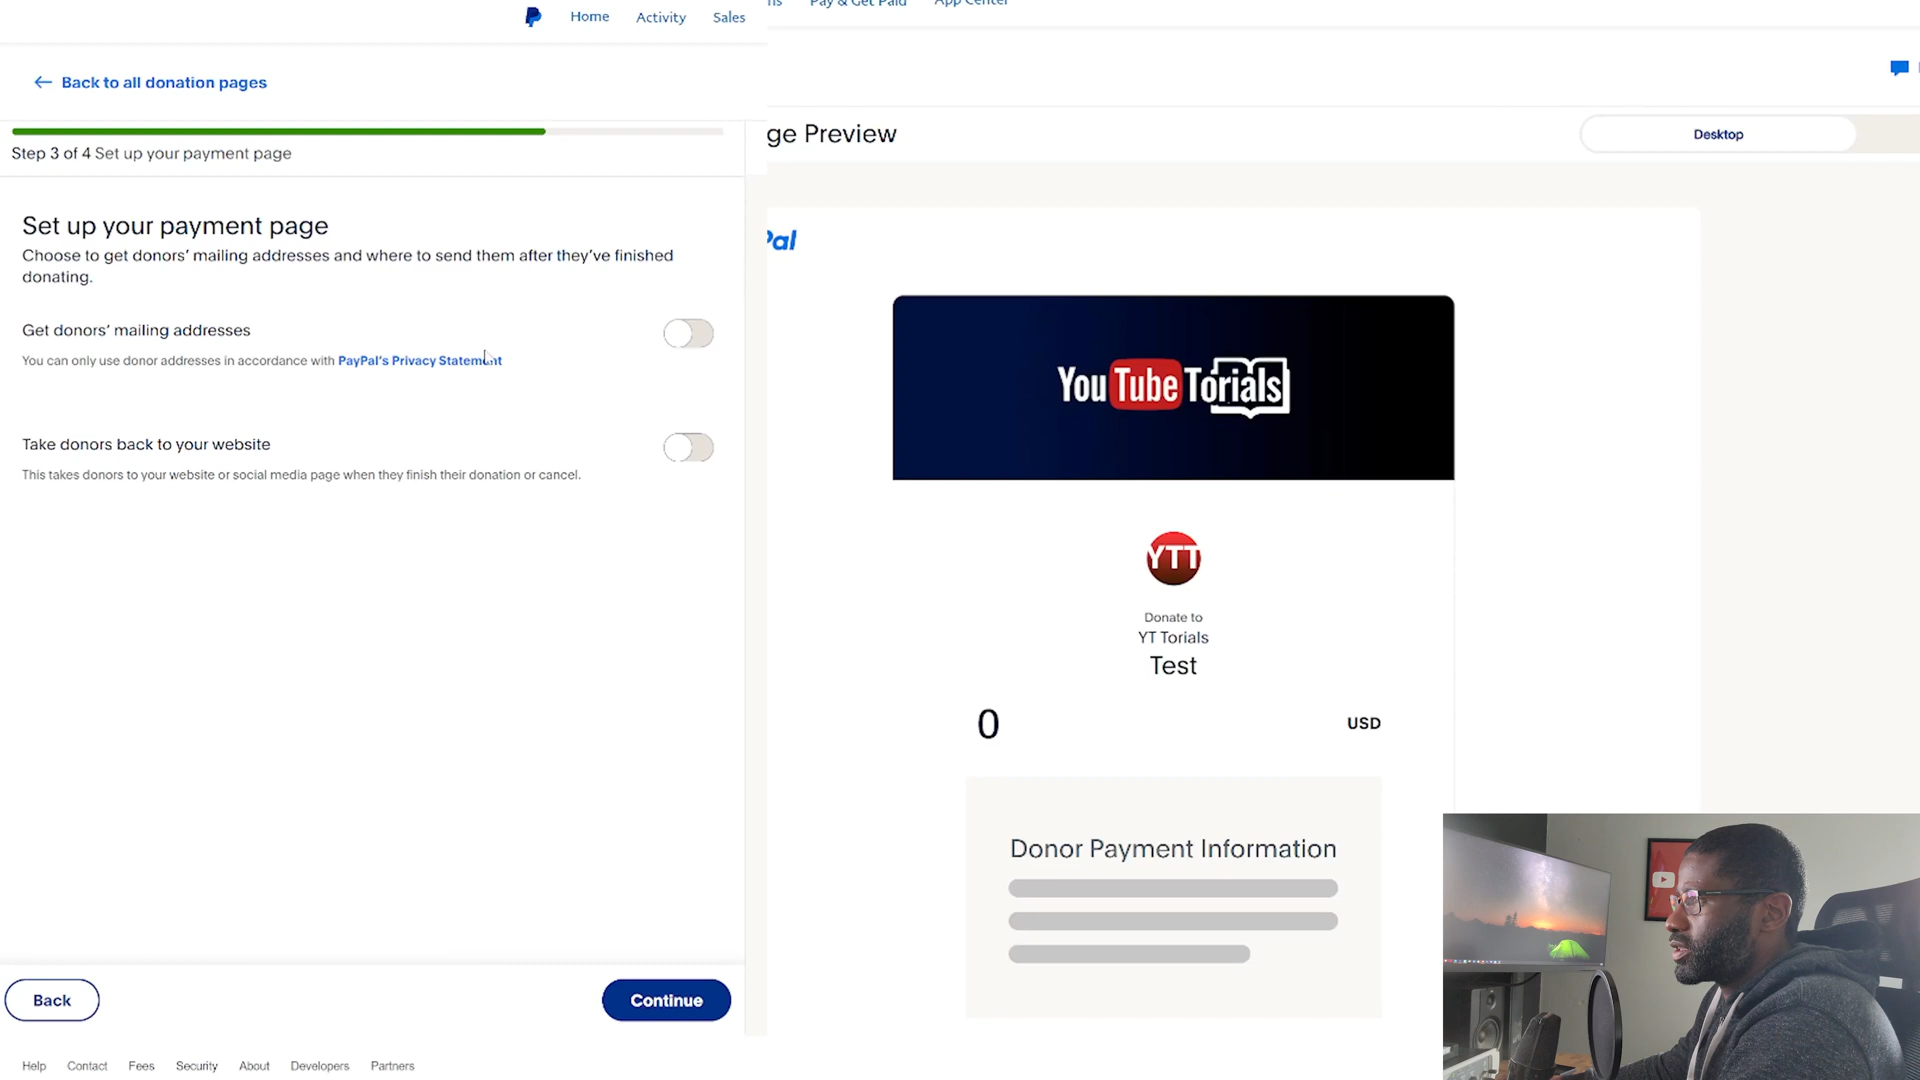 Home
Activity
Sales
Pay & Get Paid
App Center
Back to all donation pages
Step 3 of 4 Set up your payment page
Set up your payment page
Choose to get donors' mailing addresses and where to send them after they've finished
donating.
Get donors' mailing addresses
You can only use donor addresses in accordance with PayPal's Privacy Statement
Take donors back to your website
This takes donors to your website or social media page when they finish their donation or cancel.
Back
Continue
Help
Contact
Fees
Security
About
Developers
Partners
ge Preview
Desktop
Pal
YouTube Torials
YTT
Donate to
YT Torials
Test
0
USD
Donor Payment Information